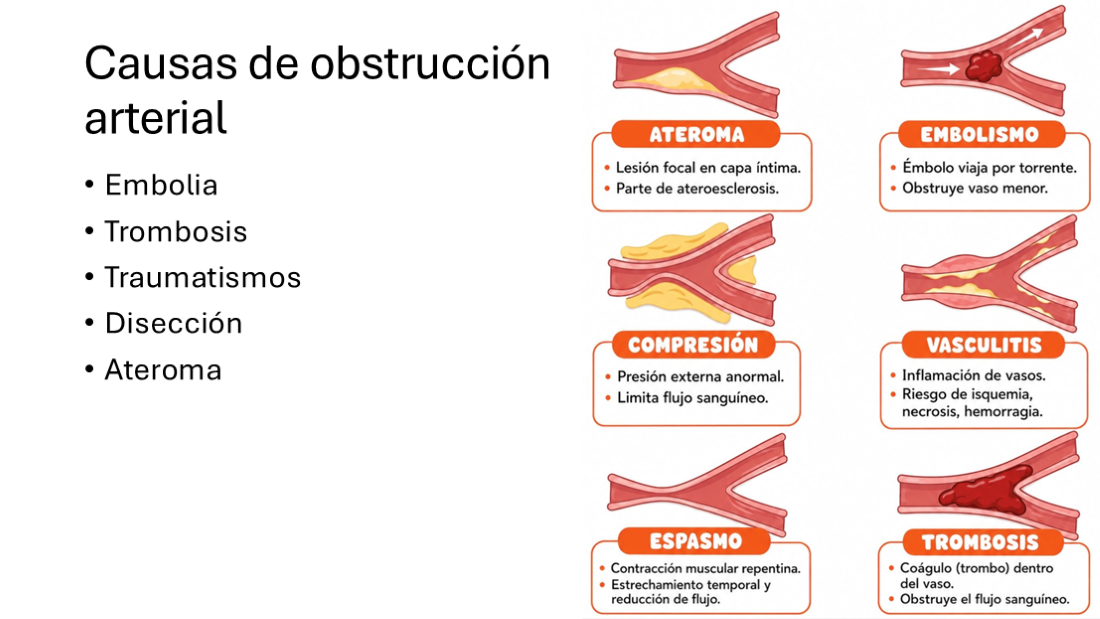 Causas de obstrucción
arterial
• Embolia
• Trombosis
• Traumatismos
• Disección
• Ateroma
ATEROMA
• Lesión focal en capa íntima.
• Parte de ateroesclerosis.
EMBOLISMO
• Émbolo viaja por torrente.
• Obstruye vaso menor.
COMPRESIÓN
• Presión externa anormal.
• Limita flujo sanguíneo.
VASCULITIS
• Inflamación de vasos.
• Riesgo de isquemia,
necrosis, hemorragia.
ESPASMO
• Contracción muscular repentina.
• Estrechamiento temporal y
reducción de flujo.
TROMBOSIS
• Coágulo (trombo) dentro
del vaso.
• Obstruye el flujo sanguíneo.